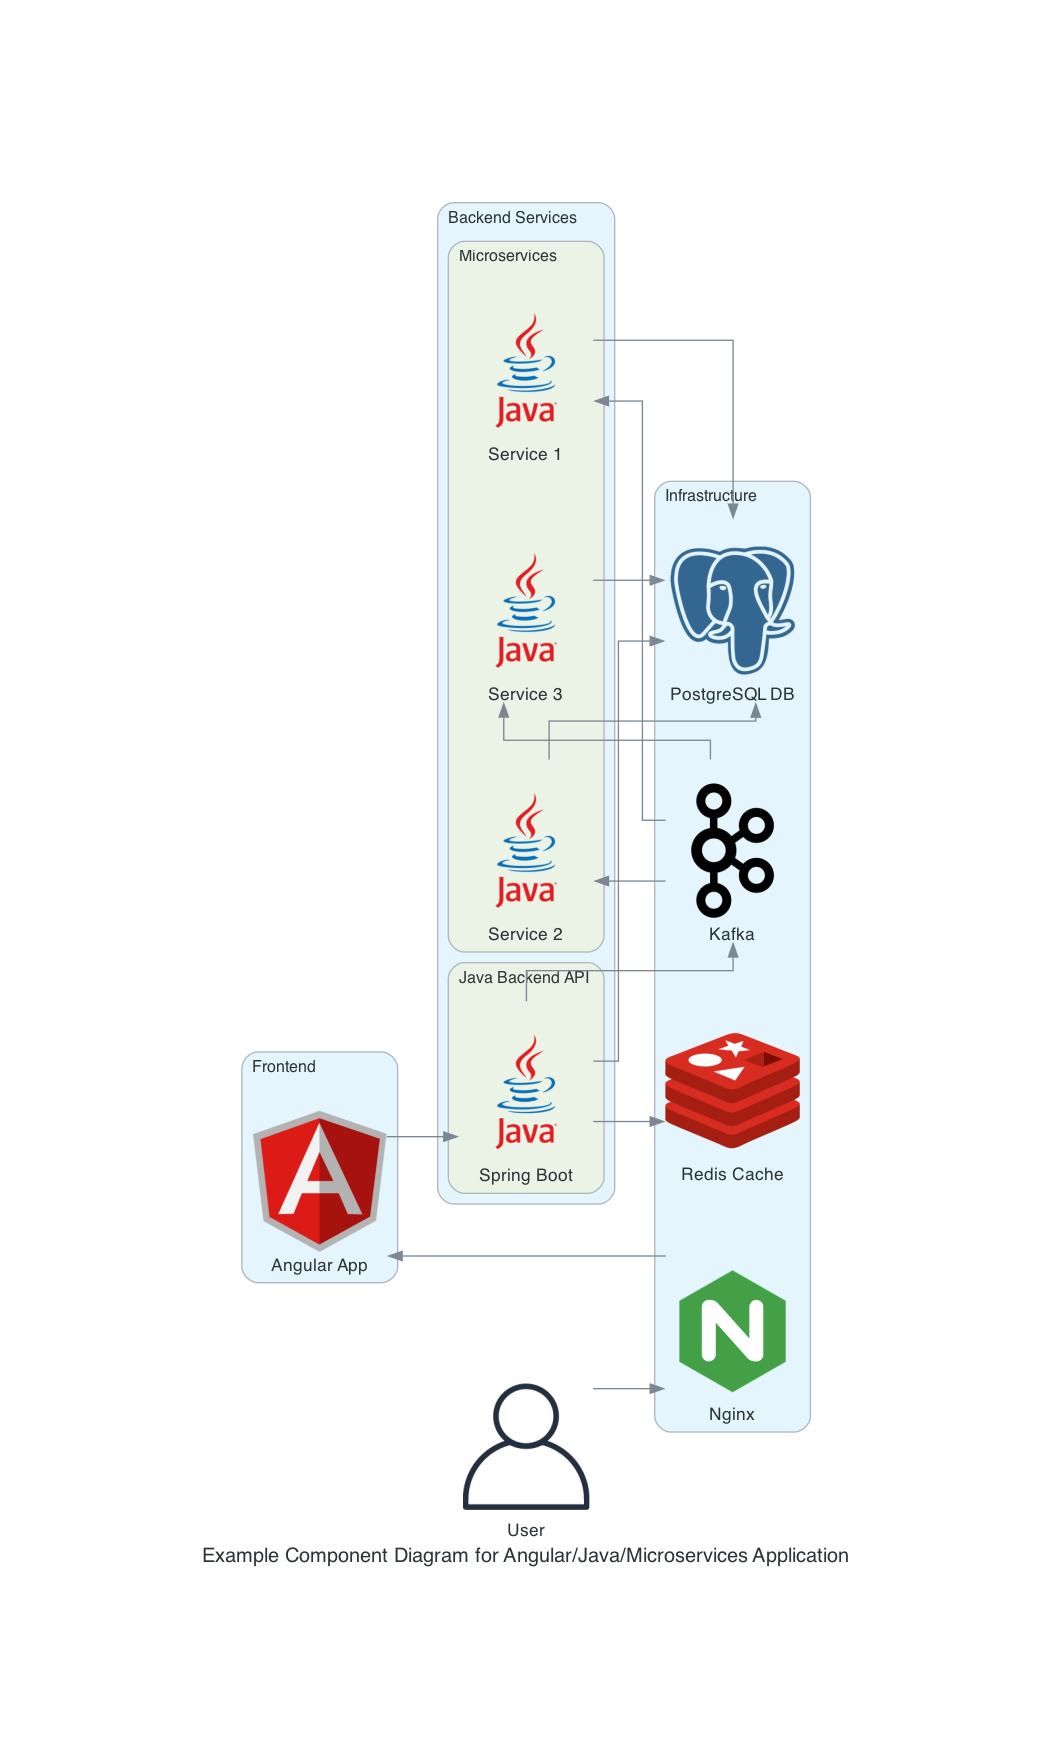 Backend Services
Microservices
Java
Service 1
Infrastructure
Java
Service 3
PostgreSQL DB
Java
Service 2
Kafka
Java Backend API
Java
Spring Boot
Redis Cache
Frontend
Angular App
Nginx
User
Example Component Diagram for Angular/Java/Microservices Application